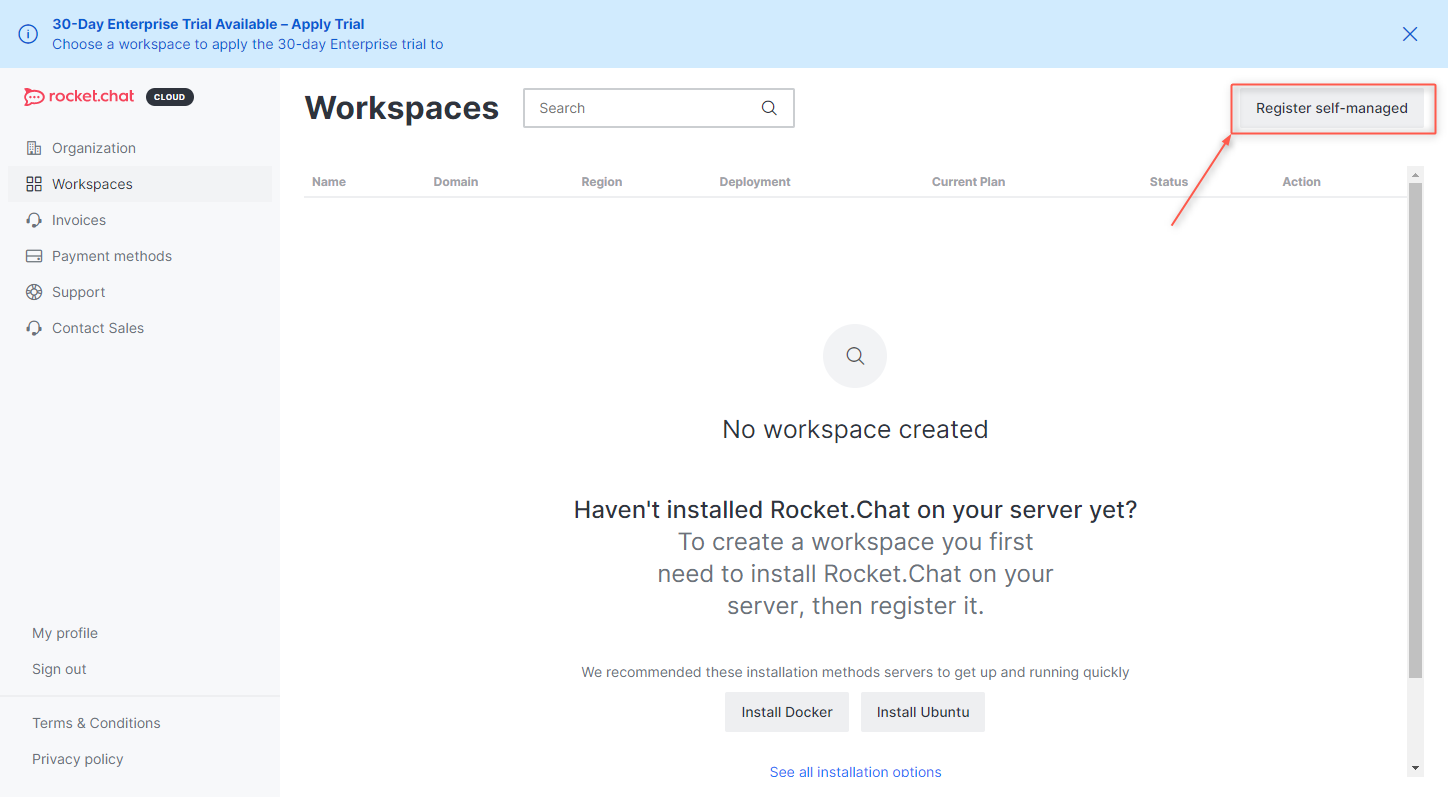 30-Day Enterprise Trial Available – Apply Trial
Choose a workspace to apply the 30-day Enterprise trial to
rocket.chat CLOUD
Organization
Workspaces
Invoices
Payment methods
Support
Contact Sales
My profile
Sign out
Terms & Conditions
Privacy policy
Workspaces Search Register self-managed
Name Domain Region Deployment Current Plan Status Action
No workspace created
Haven't installed Rocket.Chat on your server yet?
To create a workspace you first
need to install Rocket.Chat on your
server, then register it.
We recommended these installation methods servers to get up and running quickly
Install Docker Install Ubuntu
See all installation options